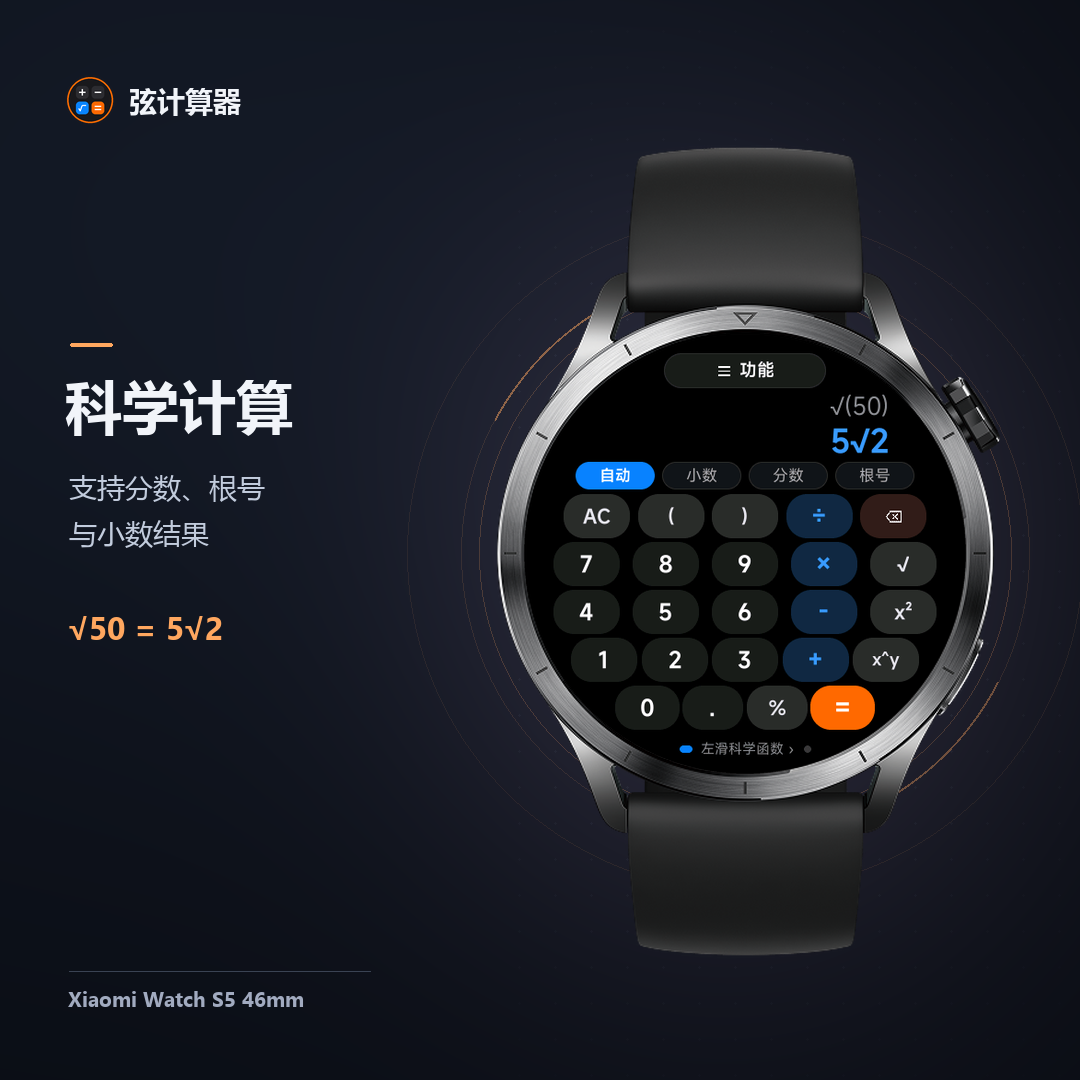 弦计算器
科学计算
支持分数、根号
与小数结果
√50 = 5√2
Xiaomi Watch S5 46mm
☰ 功能
√(50)
5√2
自动 小数 分数 根号
AC ( ) ÷ ⌫
7 8 9 × √
4 5 6 - x²
1 2 3 + x^y
0 . % =
左滑科学函数 ›